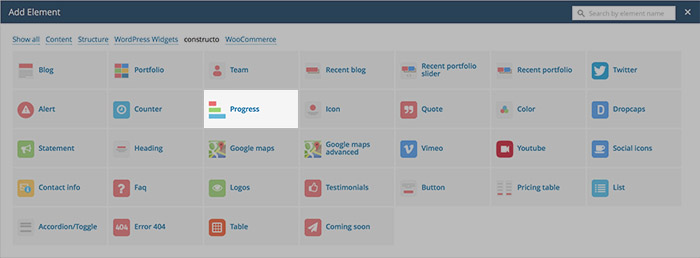 Add Element
Search by element name
×
Show all Content Structure WordPress Widgets constructo WooCommerce
Blog
Portfolio
Team
Recent blog
Recent portfolio
slider
Recent portfolio
Twitter
Alert
Counter
Progress
Icon
Quote
Color
D
Dropcaps
Statement
Heading
Google maps
Google maps
advanced
Vimeo
Youtube
Social icons
Contact info
?
Faq
Logos
Testimonials
Button
Pricing table
List
Accordion/Toggle
404
Error 404
Table
Coming soon